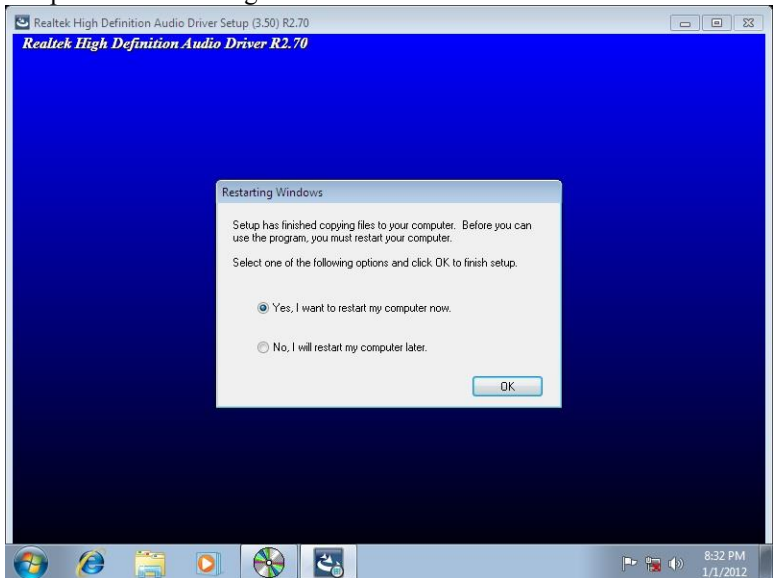 Realtek High Definition Audio Driver Setup (3.50) R2.70
Realtek High Definition Audio Driver R2.70
Restarting Windows
Setup has finished copying files to your computer. Before you can
use the program, you must restart your computer.
Select one of the following options and click OK to finish setup.
Yes, I want to restart my computer now.
No, I will restart my computer later.
OK
8:32 PM
1/1/2012